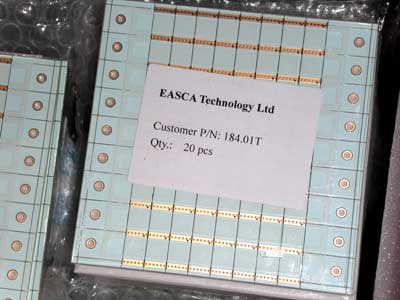 EASCA Technology Ltd
Customer P/N: 184.01T
Qty.: 20 pcs